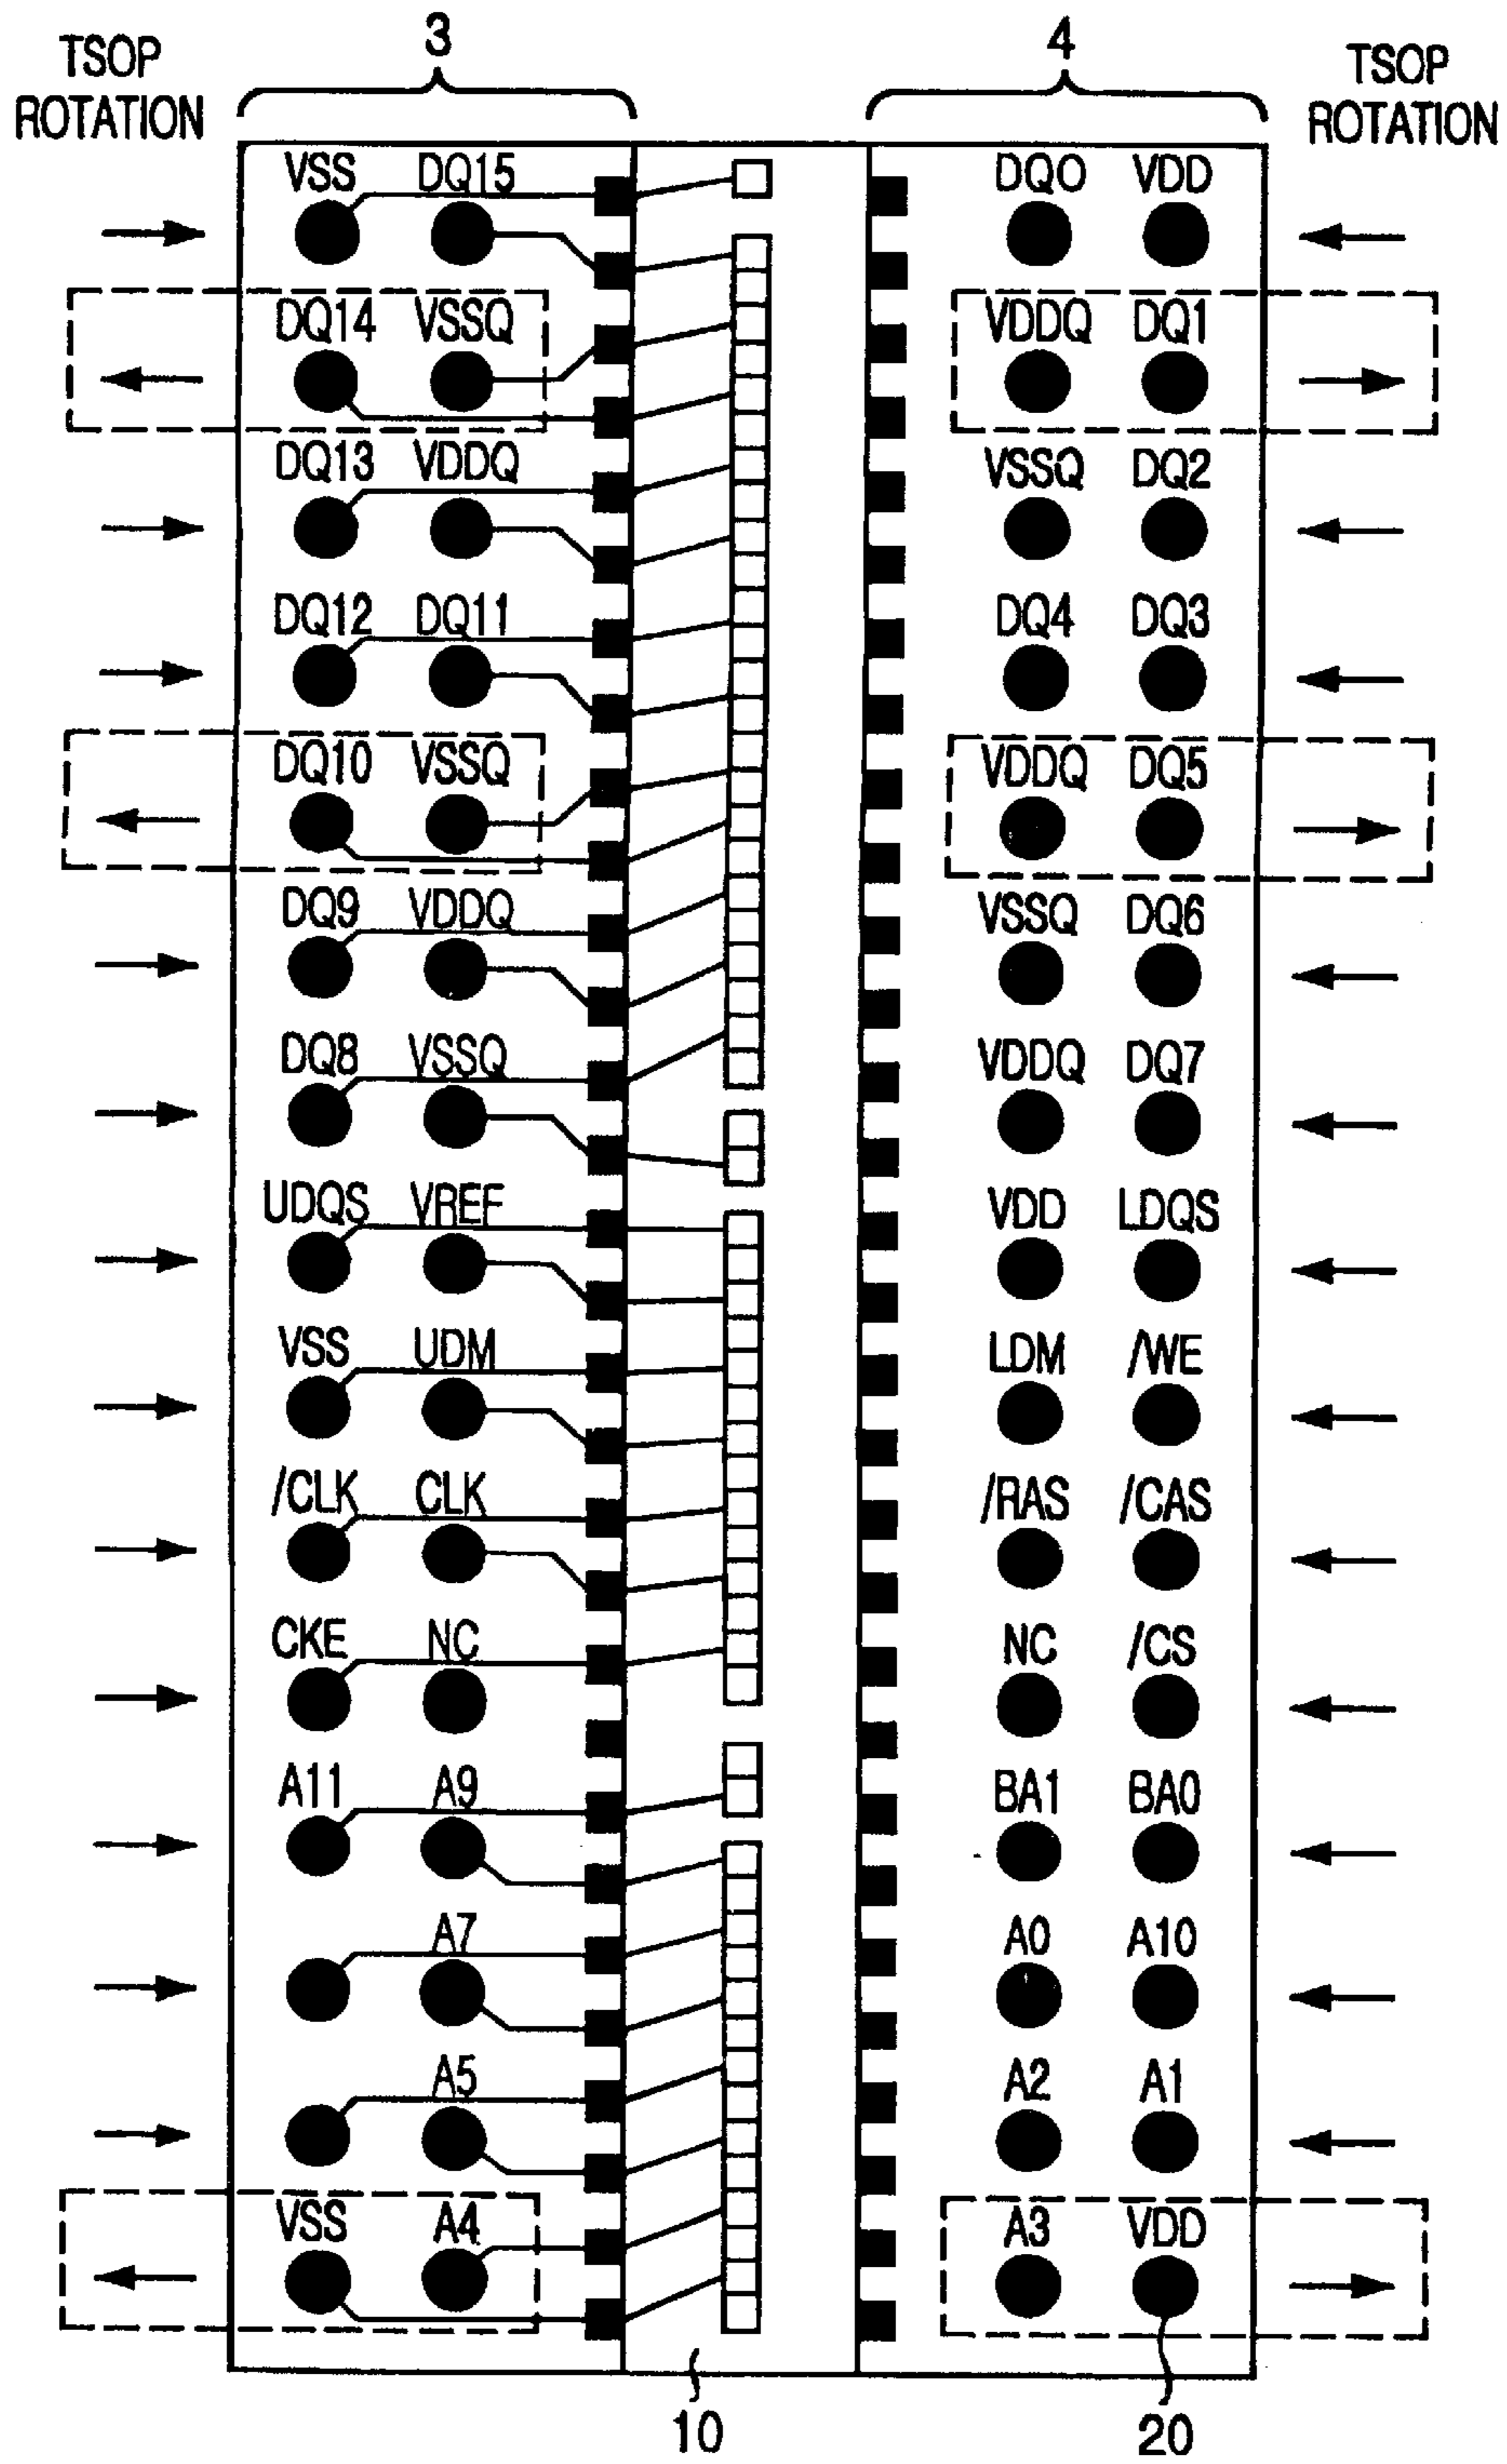 3
4
TSOP ROTATION
TSOP ROTATION
VSS DQ15 DQ0 VDD
DQ14 VSSQ VDDQ DQ1
DQ13 VDDQ VSSQ DQ2
DQ12 DQ11 DQ4 DQ3
DQ10 VSSQ VDDQ DQ5
DQ9 VDDQ VSSQ DQ6
DQ8 VSSQ VDDQ DQ7
UDQS VREF VDD LDQS
VSS UDM LDM /WE
/CLK CLK /RAS /CAS
CKE NC NC /CS
A11 A9 BA1 BA0
A7 A0 A10
A5 A2 A1
VSS A4 A3 VDD
10
20